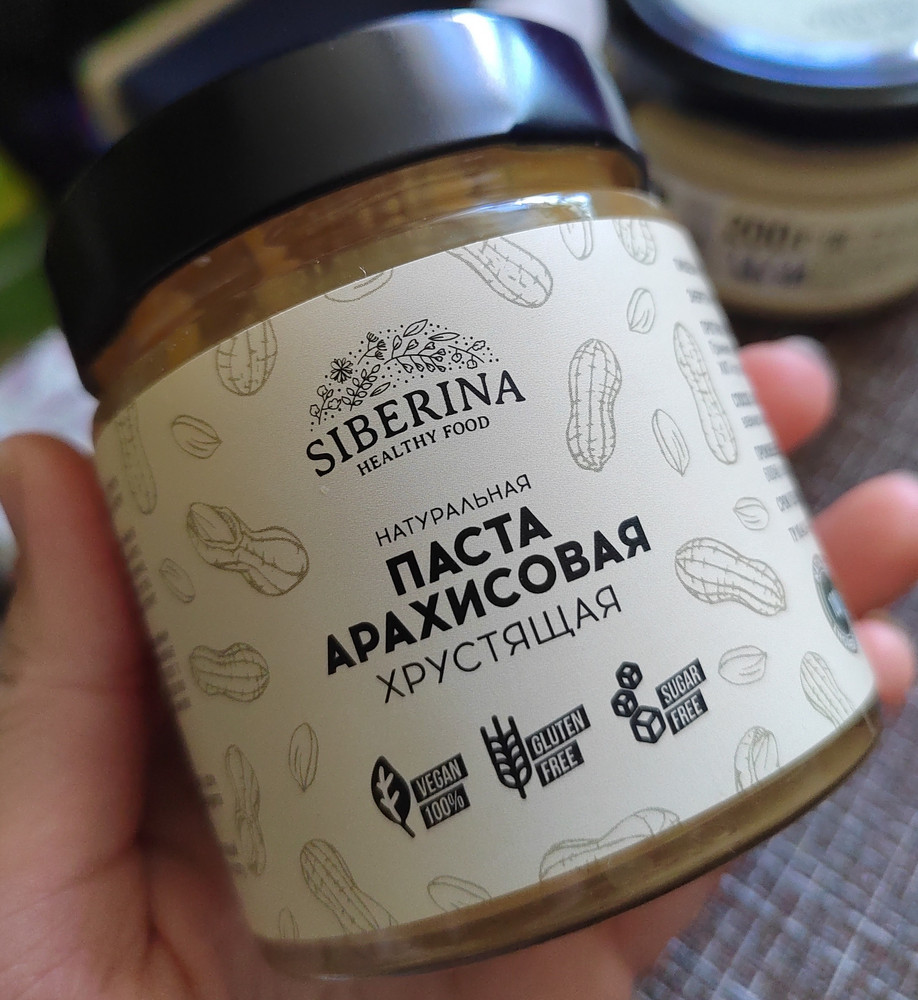 SIBERINA
HEALTHY FOOD
НАТУРАЛЬНАЯ
ПАСТА
АРАХИСОВАЯ
ХРУСТЯЩАЯ
VEGAN
100%
GLUTEN
FREE
SUGAR
FREE